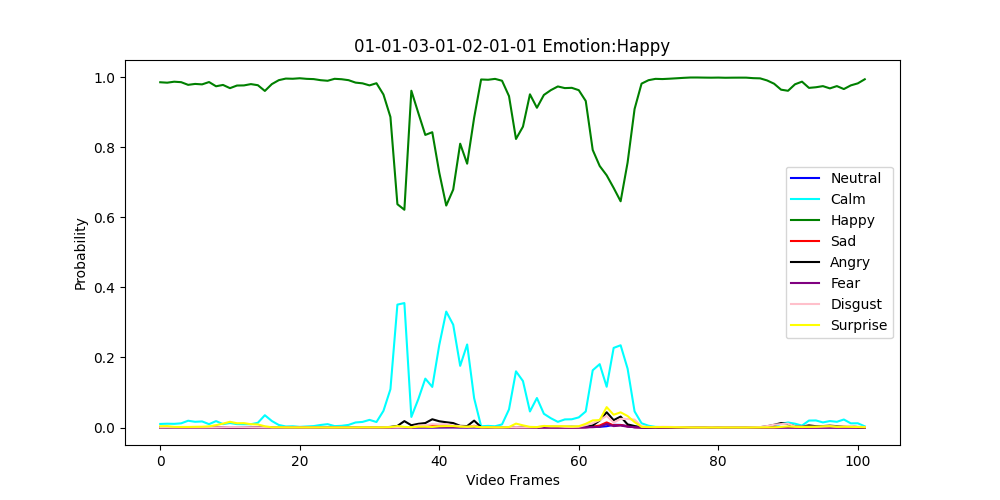 01-01-03-01-02-01-01 Emotion:Happy
1.0
0.8
0.6
0.4
0.2
0.0
Probability
0 20 40 60 80 100
Video Frames
Neutral
Calm
Happy
Sad
Angry
Fear
Disgust
Surprise